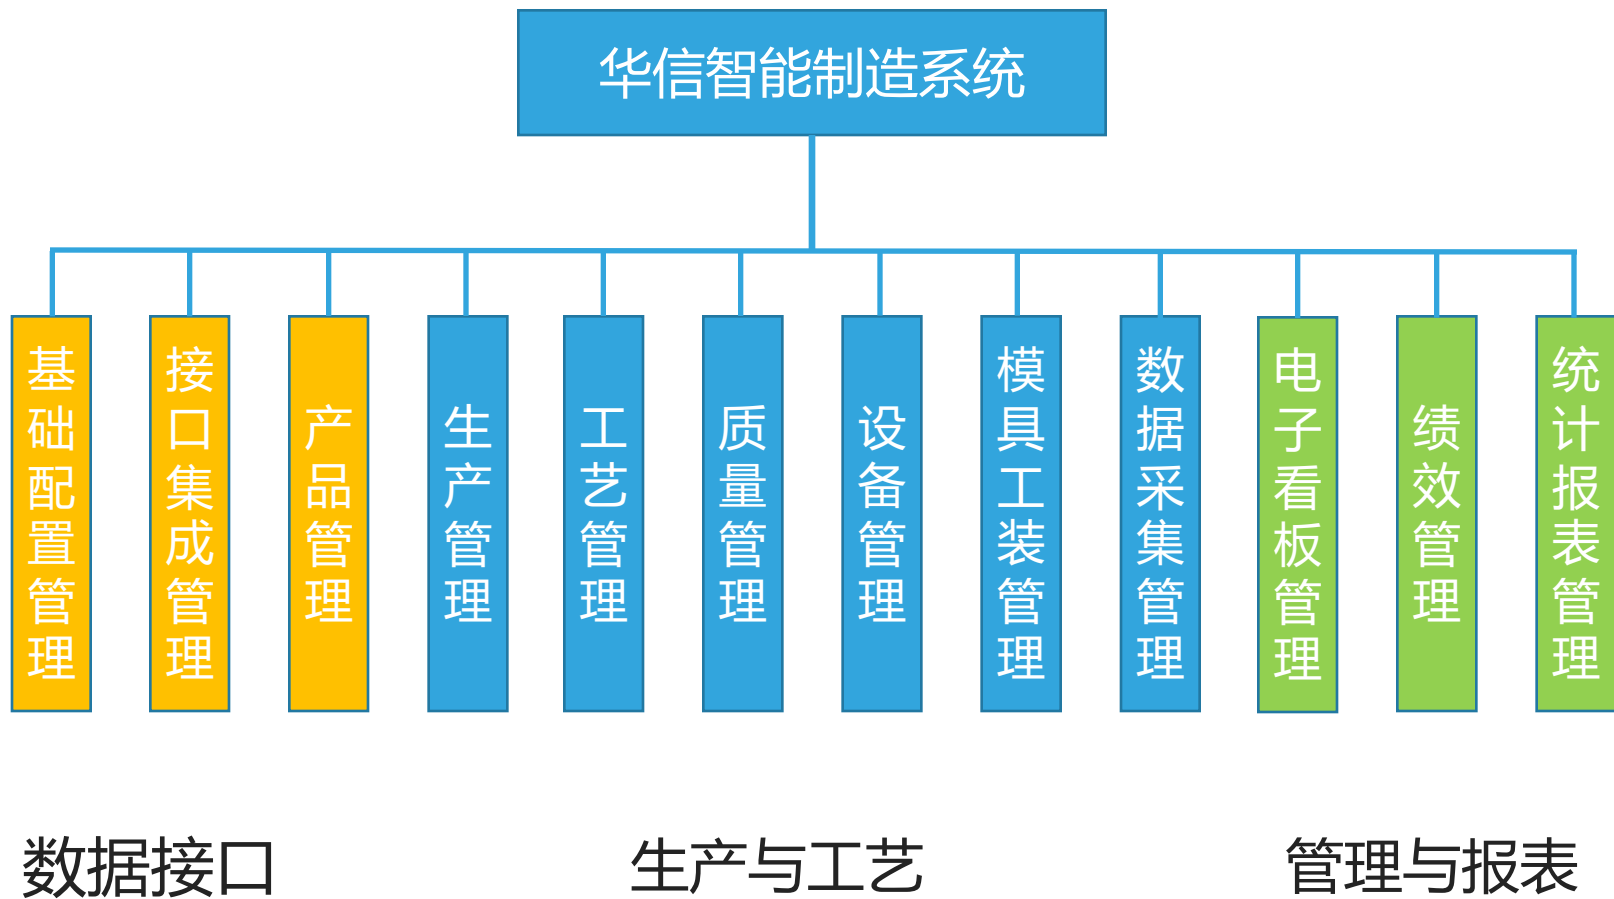 华信智能制造系统
基础配置管理
接口集成管理
产品管理
生产管理
工艺管理
质量管理
设备管理
模具工装管理
数据采集管理
电子看板管理
绩效管理
统计报表管理
数据接口
生产与工艺
管理与报表